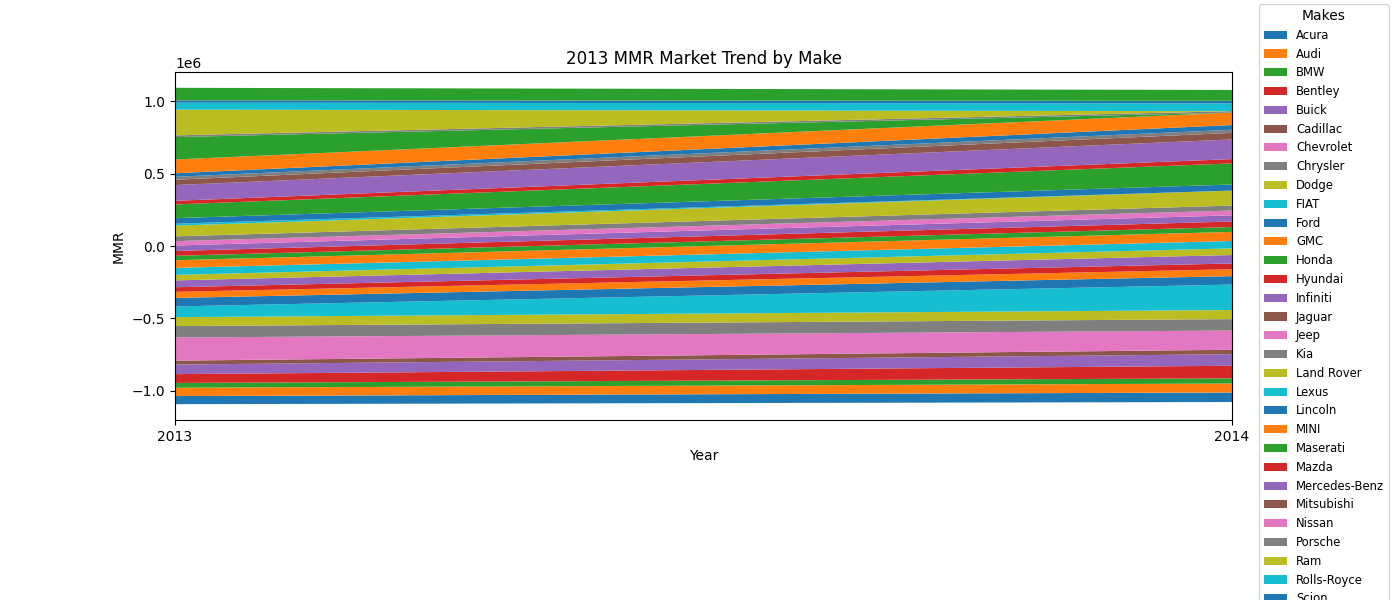 2013 MMR Market Trend by Make
1e6
1.0
0.5
0.0
−0.5
−1.0
MMR
2013
2014
Year
Makes
Acura
Audi
BMW
Bentley
Buick
Cadillac
Chevrolet
Chrysler
Dodge
FIAT
Ford
GMC
Honda
Hyundai
Infiniti
Jaguar
Jeep
Kia
Land Rover
Lexus
Lincoln
MINI
Maserati
Mazda
Mercedes-Benz
Mitsubishi
Nissan
Porsche
Ram
Rolls-Royce
Scion